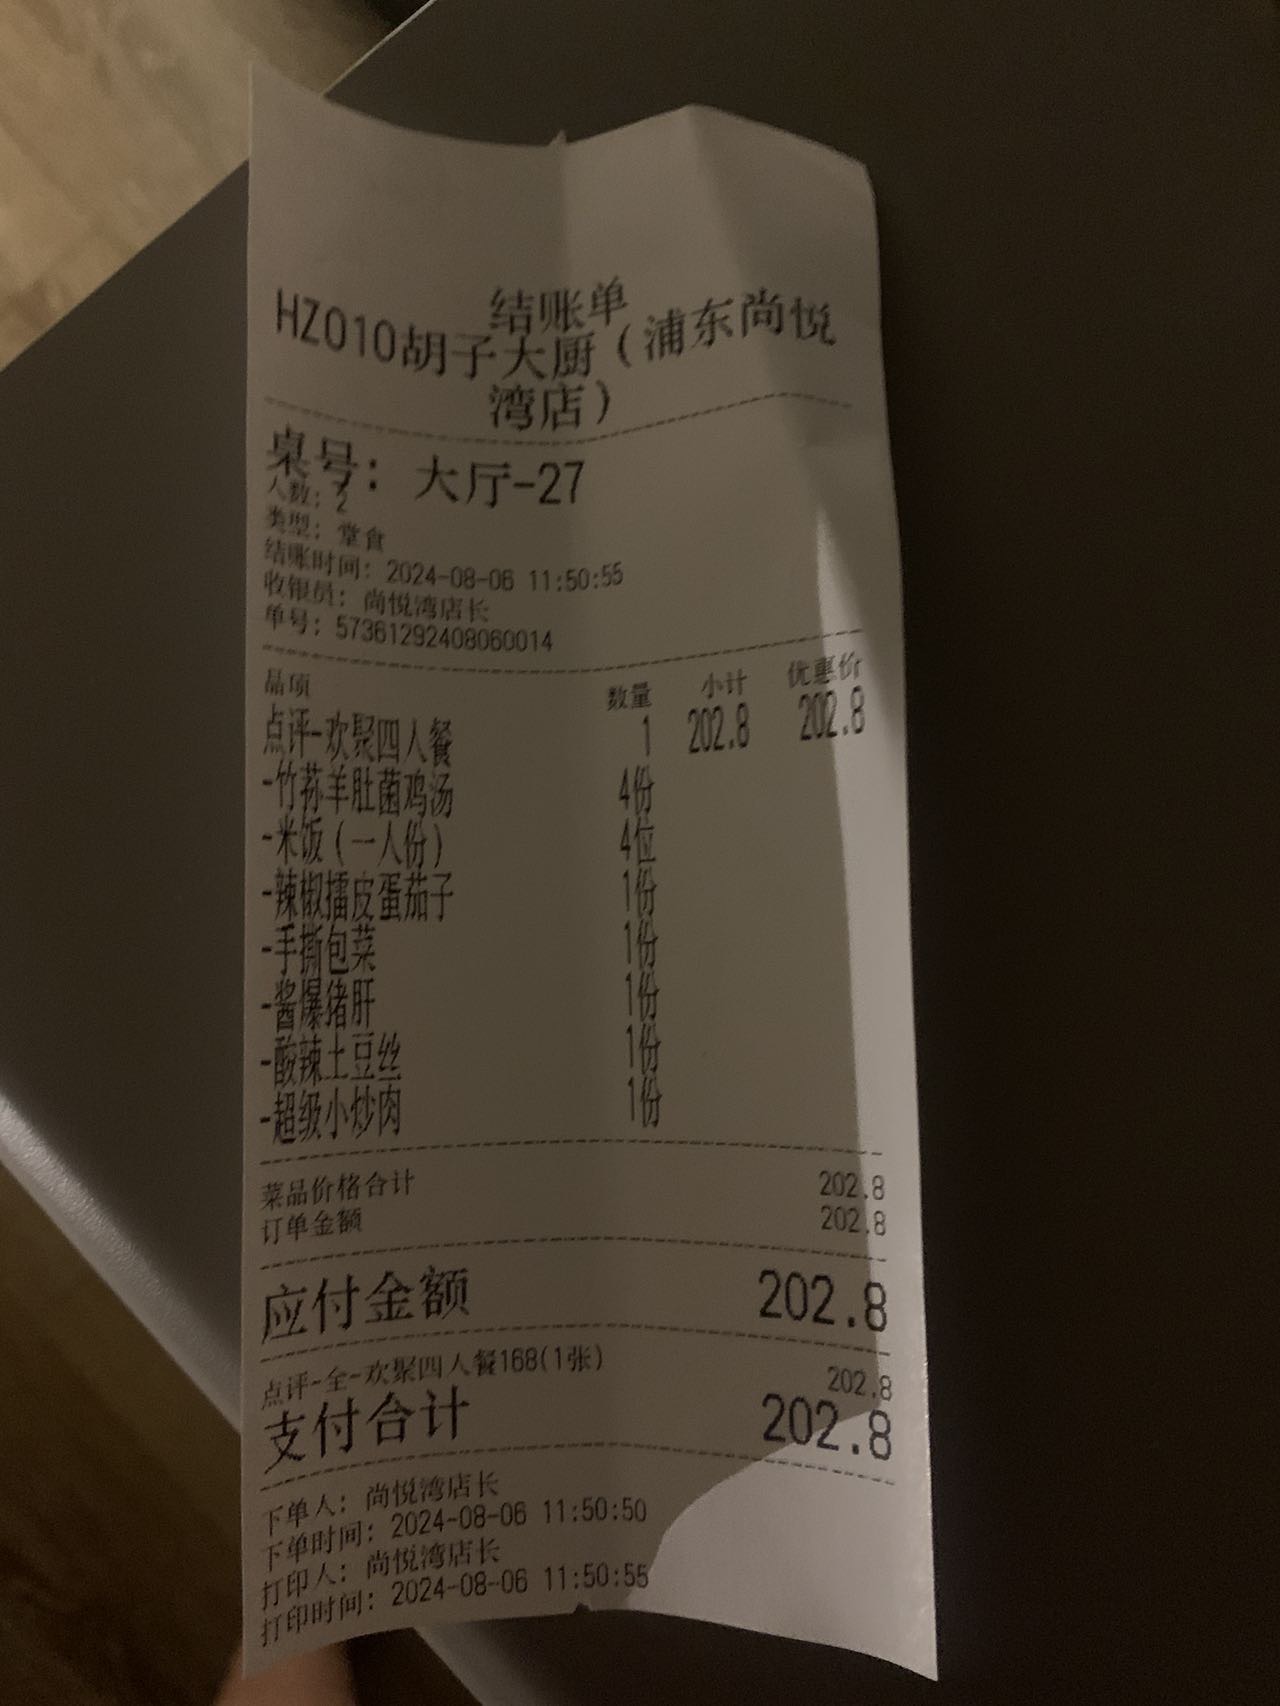 结账单
HZ010胡子大厨（浦东尚悦
湾店）
桌号：大厅-27
人数：2
类型：堂食
结账时间：2024-08-06 11:50:55
收银员：尚悦湾店长
单号：57361292408060014
品项 数量 小计 优惠价
点评-欢聚四人餐 1 202.8 202.8
-竹荪羊肚菌鸡汤 4份
-米饭（一人份） 4位
-辣椒擂皮蛋茄子 1份
-手撕包菜 1份
-酱爆猪肝 1份
-酸辣土豆丝 1份
-超级小炒肉 1份
菜品价格合计 202.8
订单金额 202.8
应付金额 202.8
点评-全-欢聚四人餐168(1张) 202.8
支付合计 202.8
下单人：尚悦湾店长
下单时间：2024-08-06 11:50:50
打印人：尚悦湾店长
打印时间：2024-08-06 11:50:55